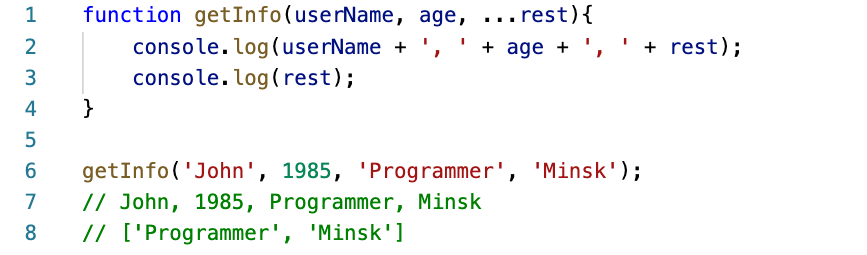 1 function getInfo(userName, age, ...rest){
2     console.log(userName + ', ' + age + ', ' + rest);
3     console.log(rest);
4 }
5
6 getInfo('John', 1985, 'Programmer', 'Minsk');
7 // John, 1985, Programmer, Minsk
8 // ['Programmer', 'Minsk']